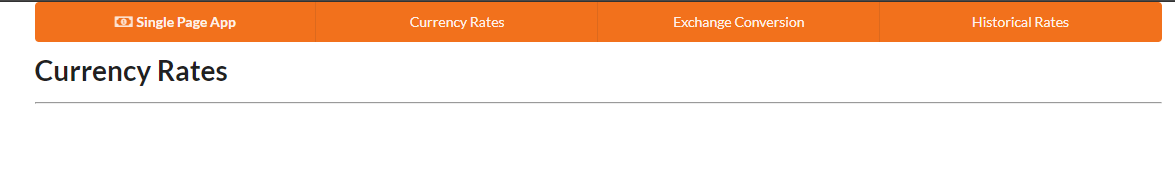 Single Page App
Currency Rates
Exchange Conversion
Historical Rates
Currency Rates